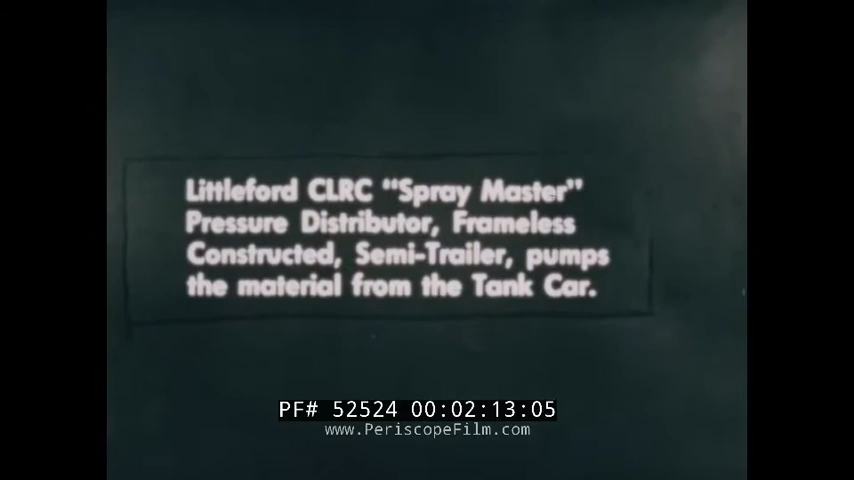 Littleford CLRC "Spray Master"
Pressure Distributor, Frameless
Constructed, Semi-Trailer, pumps
the material from the Tank Car.
PF# 52524 00:02:13:05
www.PeriscopeFilm.com